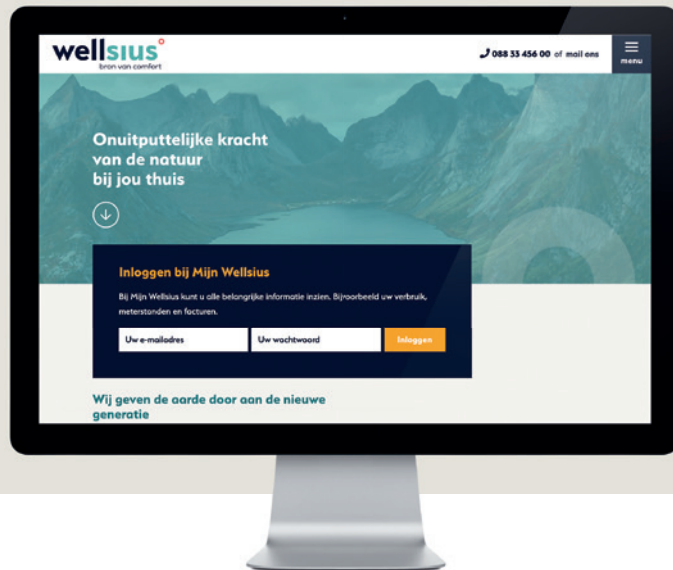 wellsius°
bron van comfort
088 33 456 00 of mail ons
menu
Onuitputtelijke kracht
van de natuur
bij jou thuis
Inloggen bij Mijn Wellsius
Bij Mijn Wellsius kunt u alle belangrijke informatie inzien. Bijvoorbeeld uw verbruik,
meterstanden en facturen.
Uw e-mailadres
Uw wachtwoord
Inloggen
Wij geven de aarde door aan de nieuwe
generatie